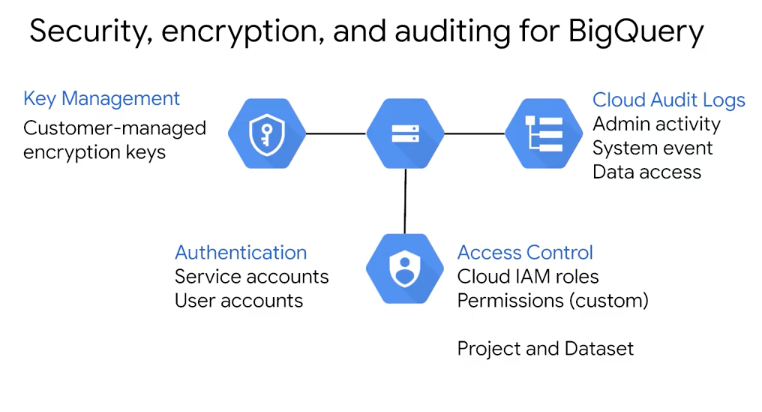 Security, encryption, and auditing for BigQuery
Key Management
Customer-managed
encryption keys
Cloud Audit Logs
Admin activity
System event
Data access
Authentication
Service accounts
User accounts
Access Control
Cloud IAM roles
Permissions (custom)
Project and Dataset